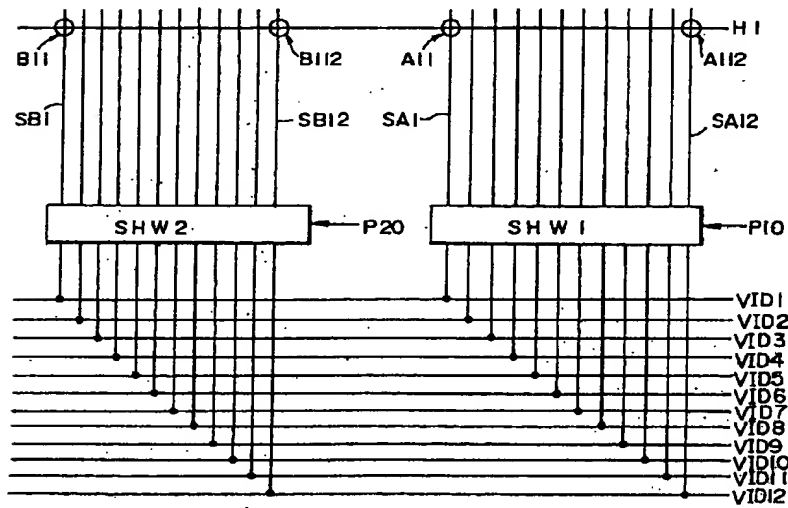 H1
B11 B112 A11 A112
SB1 SB12 SA1 SA12
SHW2 P20 SHW1 P10
VID1
VID2
VID3
VID4
VID5
VID6
VID7
VID8
VID9
VID10
VID11
VID12